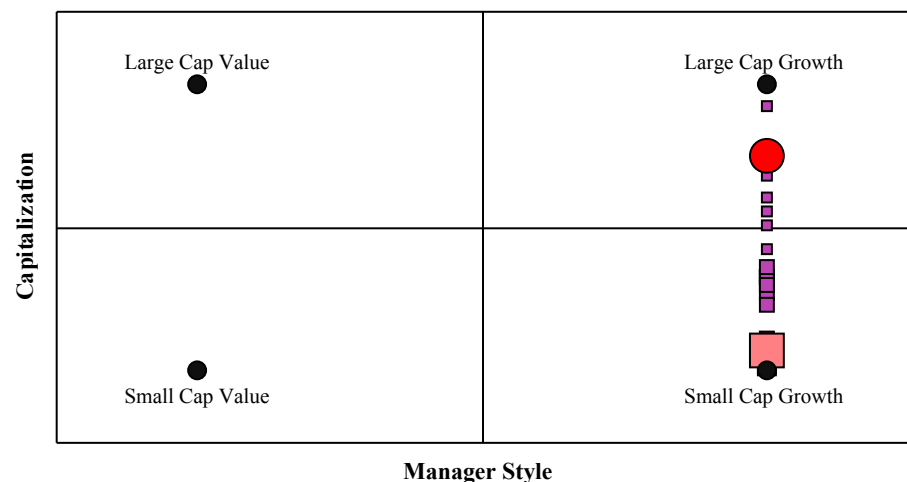 Large Cap Value
Large Cap Growth
Capitalization
Small Cap Value
Small Cap Growth
Manager Style